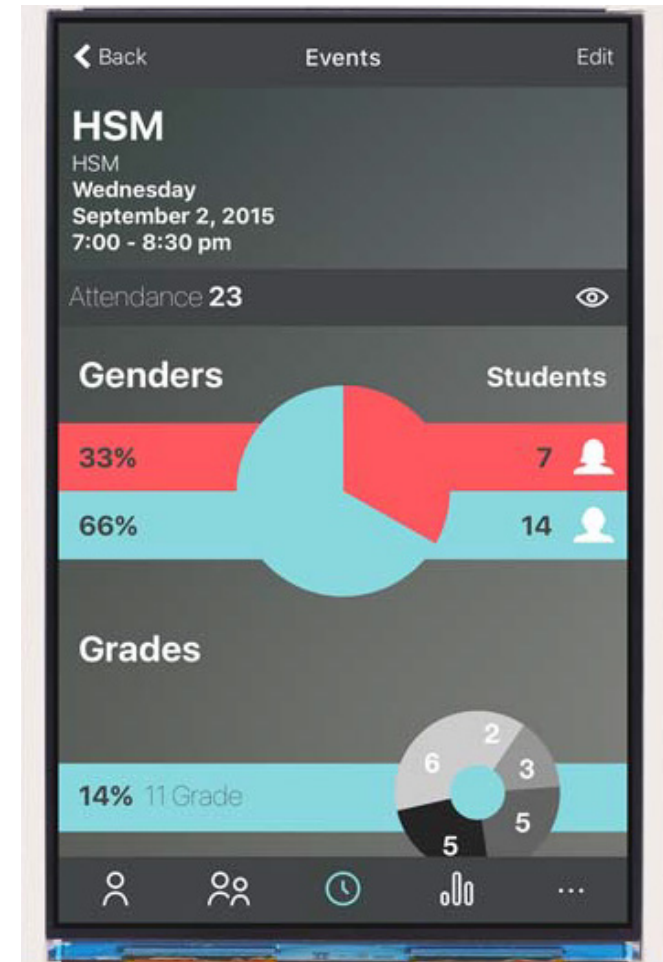 Back Events Edit
HSM
HSM
Wednesday
September 2, 2015
7:00 - 8:30 pm
Attendance 23
Genders Students
33% 7
66% 14
Grades
2
6 3
14% 11 Grade
5
5